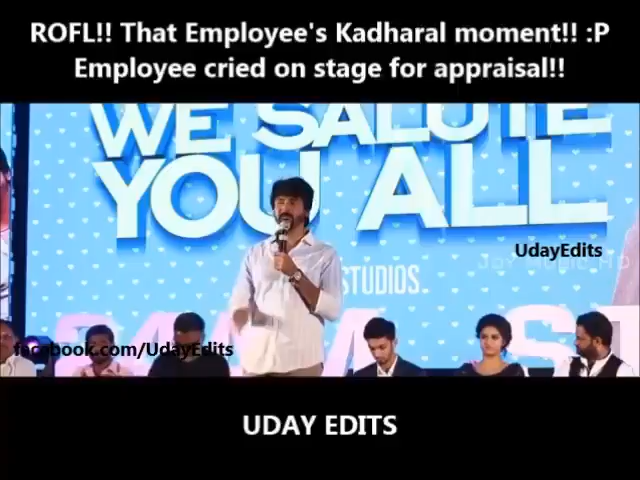 ROFL!! That Employee's Kadharal moment!! :P
Employee cried on stage for appraisal!!
WE SALUTE
YOU ALL
UdayEdits
STUDIOS
facebook.com/UdayEdits
UDAY EDITS